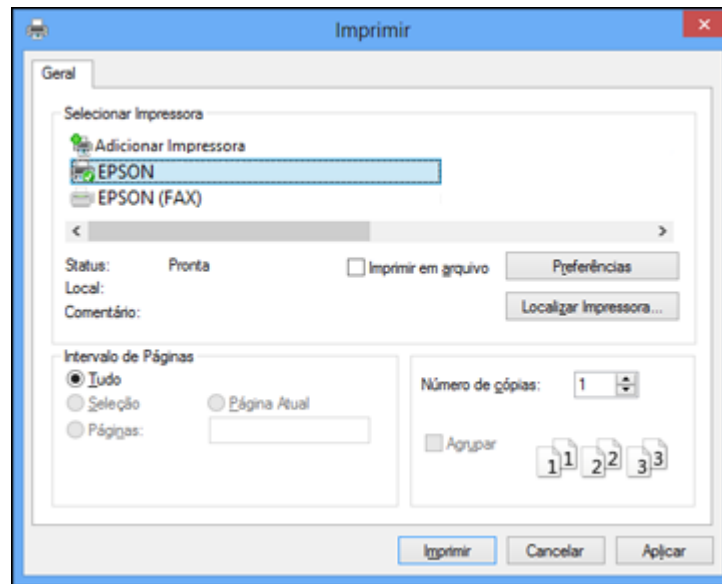 Imprimir
Geral
Selecionar Impressora
Adicionar Impressora
EPSON
EPSON (FAX)
Status: Pronta
Imprimir em arquivo
Preferências
Local:
Localizar Impressora...
Comentário:
Intervalo de Páginas
Tudo
Seleção
Página Atual
Páginas:
Número de cópias: 1
Agrupar
1 1 2 2 3 3
Imprimir
Cancelar
Aplicar